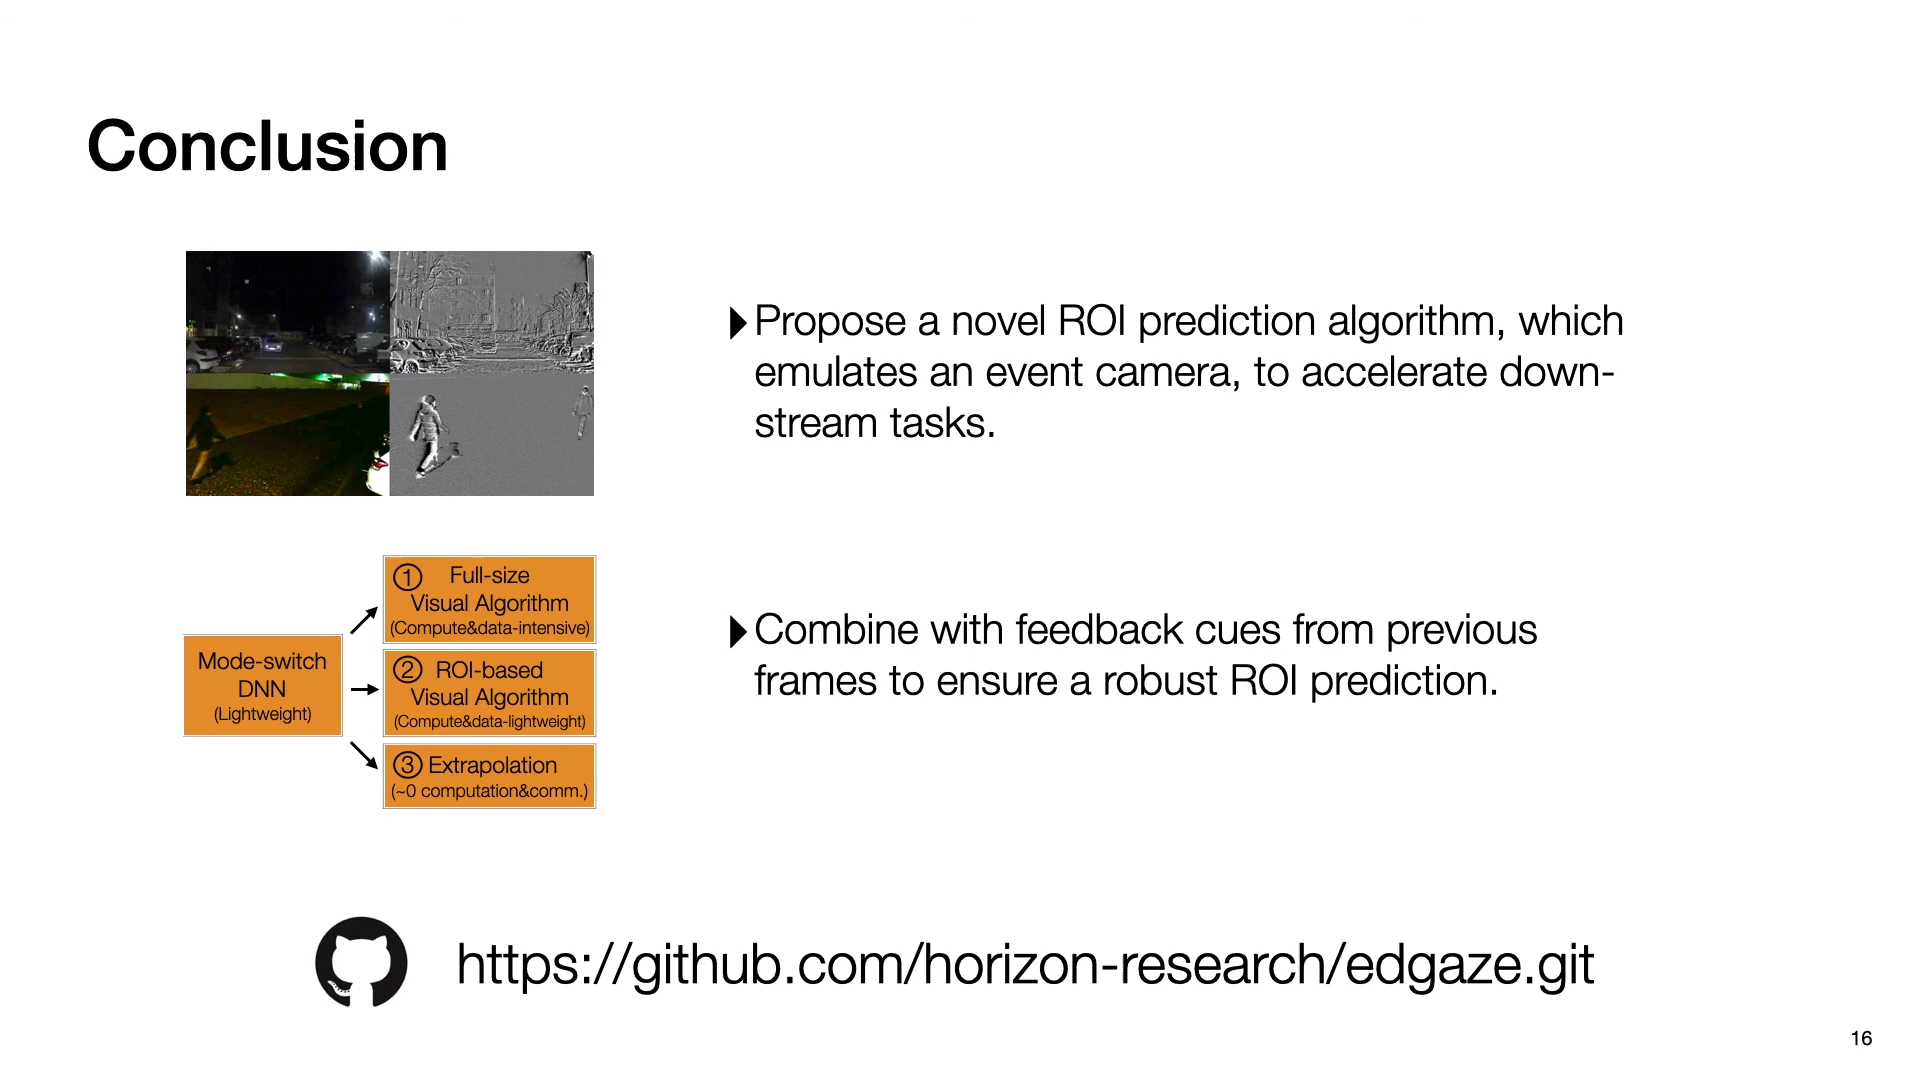 Conclusion
▸Propose a novel ROI prediction algorithm, which
emulates an event camera, to accelerate down-
stream tasks.
Mode-switch
DNN
(Lightweight)
① Full-size
Visual Algorithm
(Compute&data-intensive)
② ROI-based
Visual Algorithm
(Compute&data-lightweight)
③ Extrapolation
(~0 computation&comm.)
▸Combine with feedback cues from previous
frames to ensure a robust ROI prediction.
https://github.com/horizon-research/edgaze.git
16